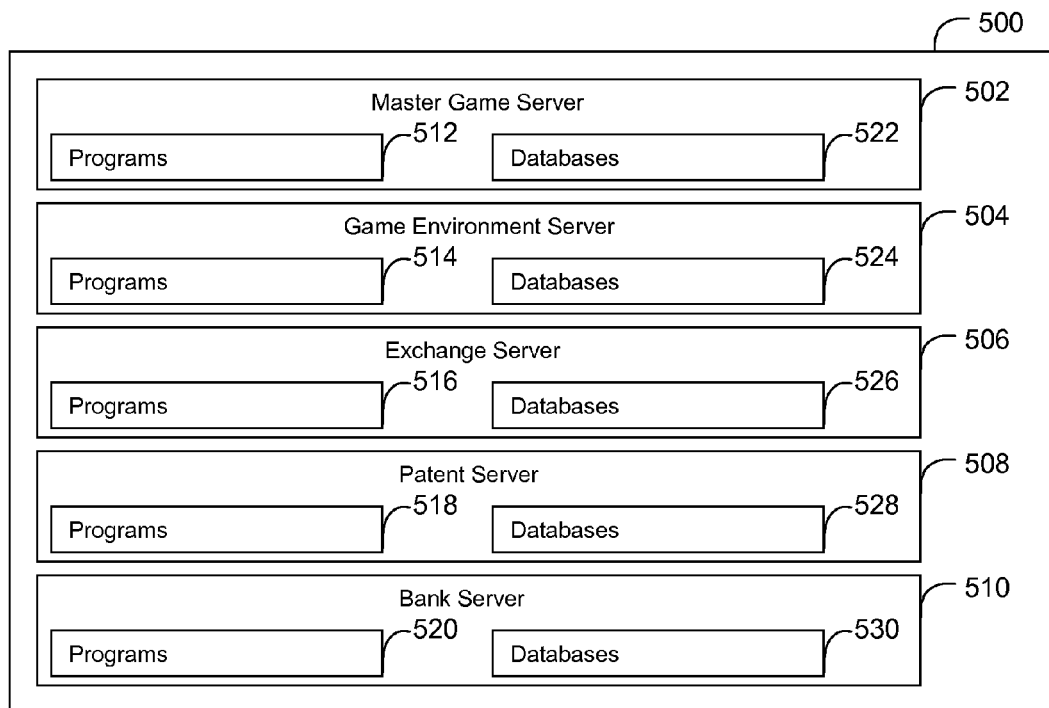 500
Master Game Server
502
Programs
512
Databases
522
Game Environment Server
504
Programs
514
Databases
524
Exchange Server
506
Programs
516
Databases
526
Patent Server
508
Programs
518
Databases
528
Bank Server
510
Programs
520
Databases
530